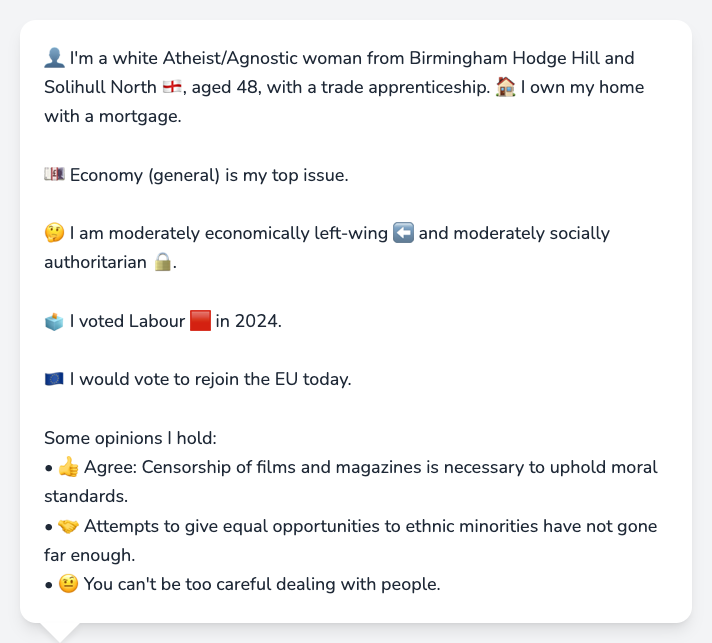 👤 I'm a white Atheist/Agnostic woman from Birmingham Hodge Hill and
Solihull North 🏴󠁧󠁢󠁥󠁮󠁧󠁿, aged 48, with a trade apprenticeship. 🏠 I own my home
with a mortgage.
💷 Economy (general) is my top issue.
🤔 I am moderately economically left-wing ⬅️ and moderately socially
authoritarian 🔒.
🗳️ I voted Labour 🟥 in 2024.
🇪🇺 I would vote to rejoin the EU today.
Some opinions I hold:
• 👍 Agree: Censorship of films and magazines is necessary to uphold moral
standards.
• 🤝 Attempts to give equal opportunities to ethnic minorities have not gone
far enough.
• 🤨 You can't be too careful dealing with people.